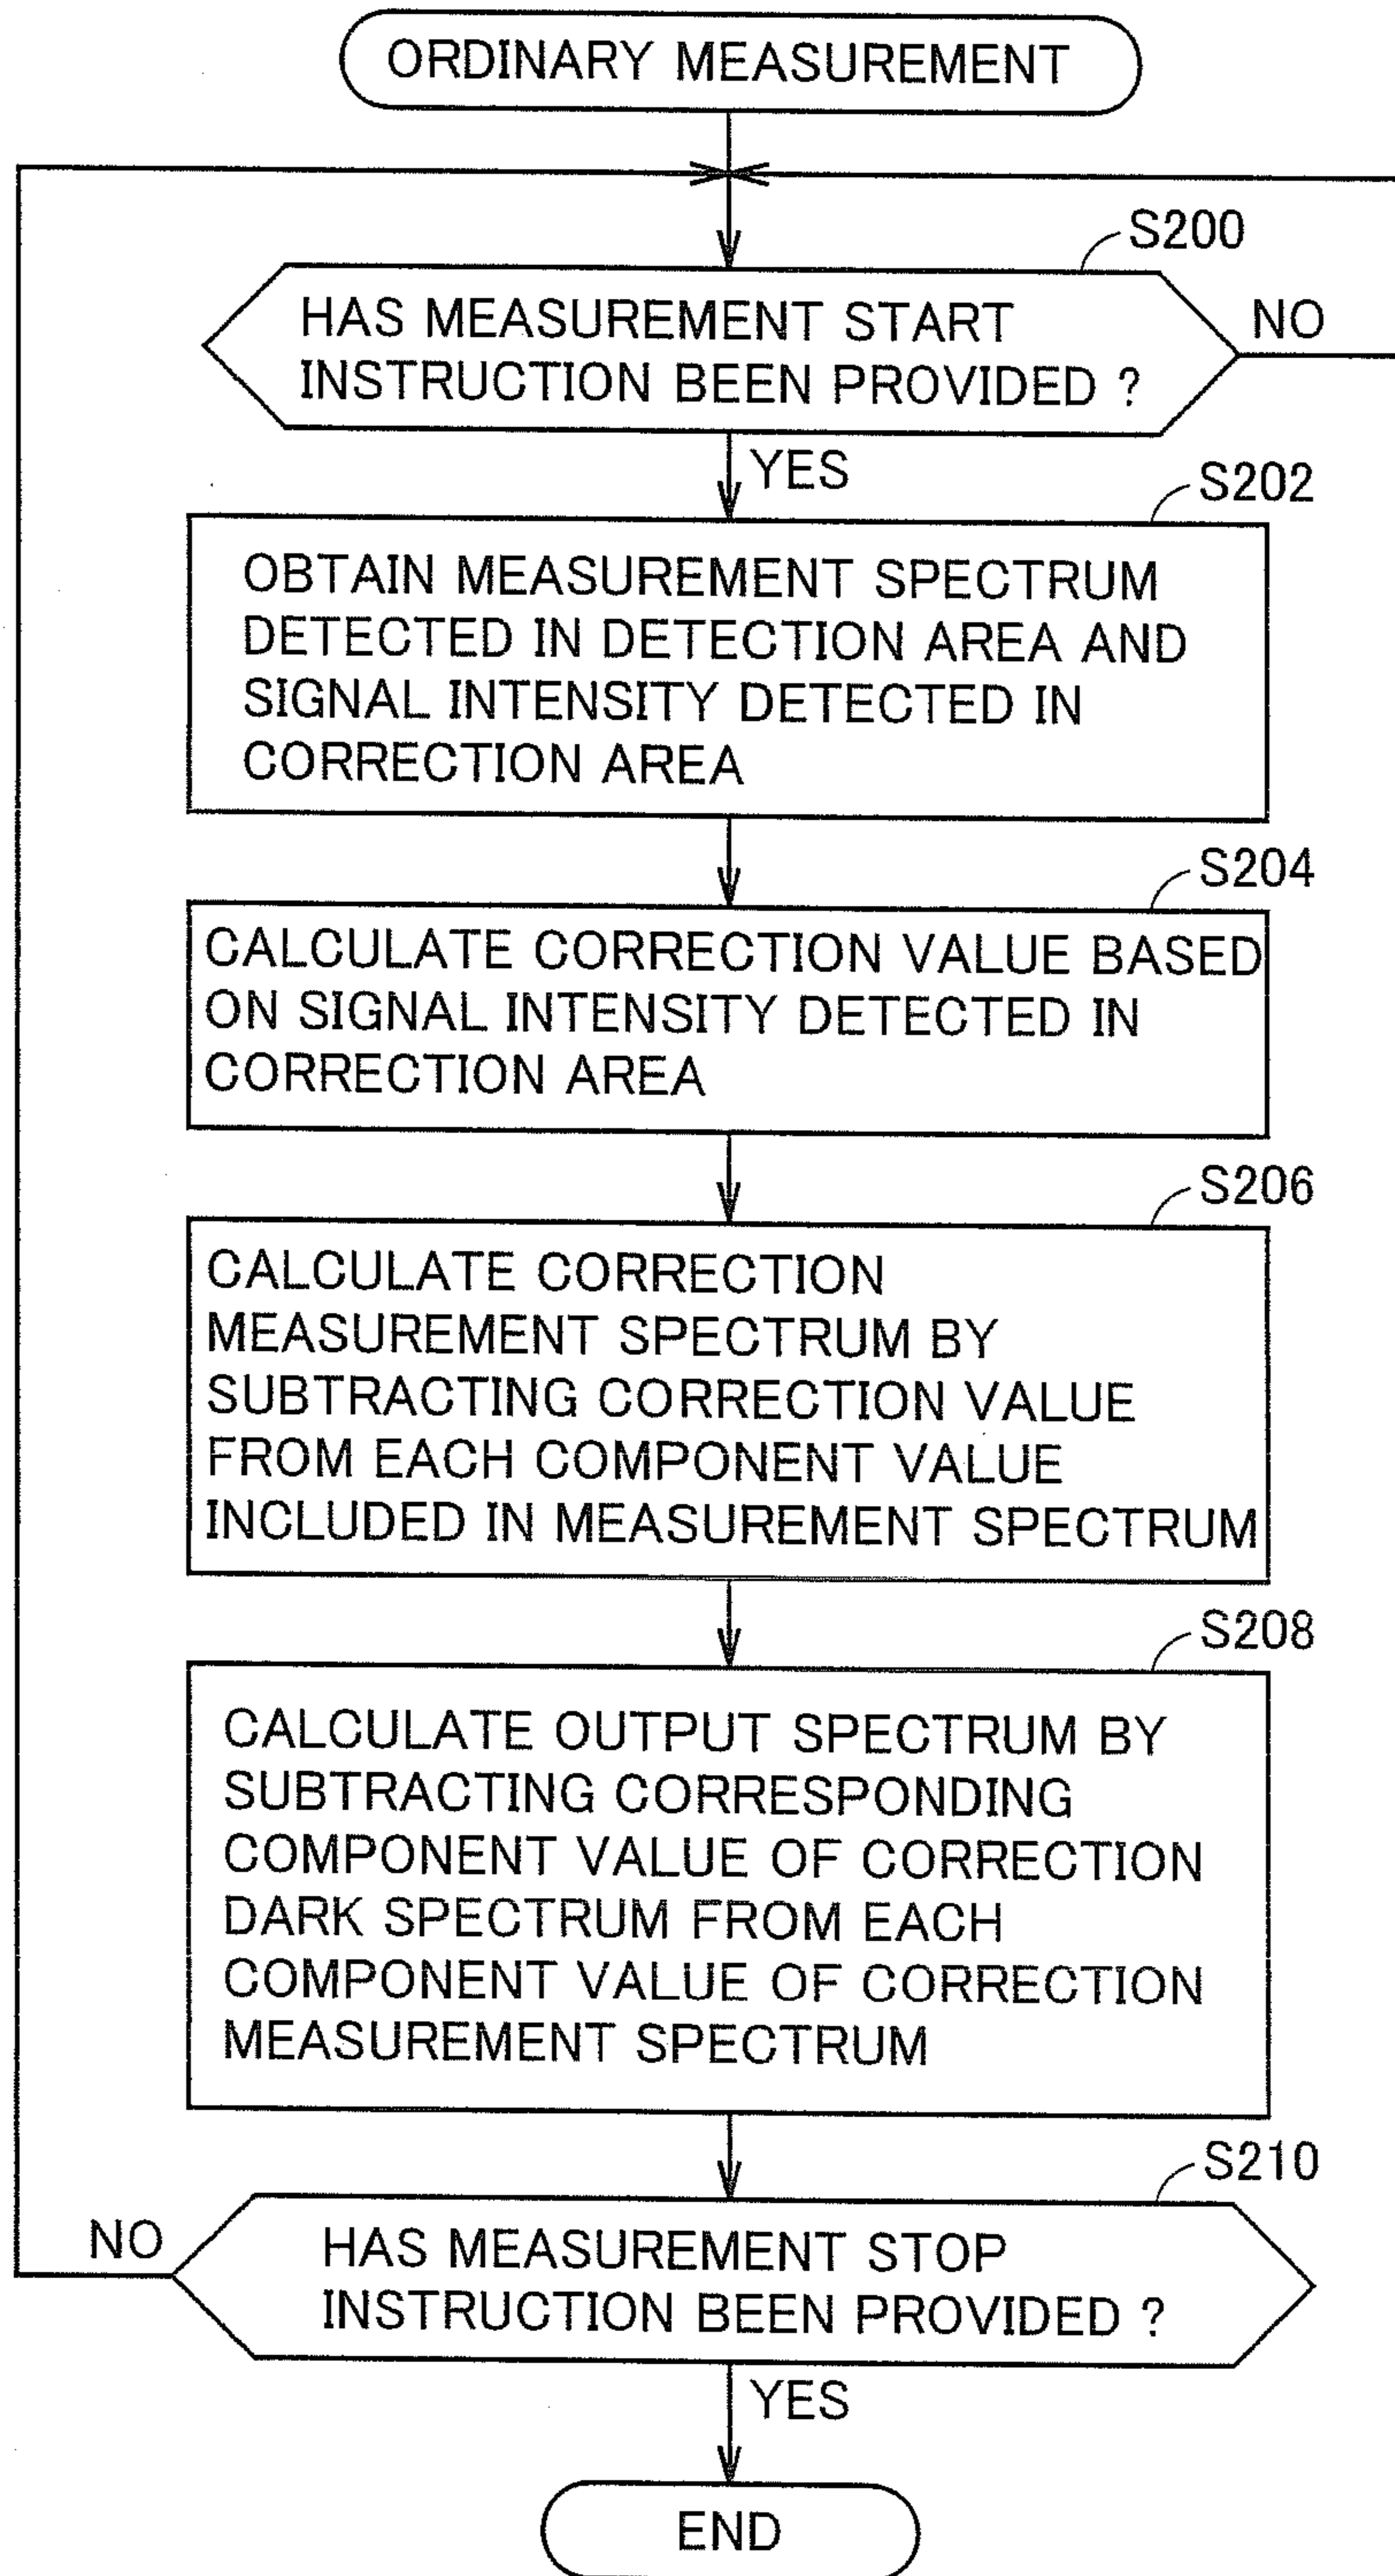 ORDINARY MEASUREMENT
S200
HAS MEASUREMENT START
INSTRUCTION BEEN PROVIDED ?
NO
YES
S202
OBTAIN MEASUREMENT SPECTRUM
DETECTED IN DETECTION AREA AND
SIGNAL INTENSITY DETECTED IN
CORRECTION AREA
S204
CALCULATE CORRECTION VALUE BASED
ON SIGNAL INTENSITY DETECTED IN
CORRECTION AREA
S206
CALCULATE CORRECTION
MEASUREMENT SPECTRUM BY
SUBTRACTING CORRECTION VALUE
FROM EACH COMPONENT VALUE
INCLUDED IN MEASUREMENT SPECTRUM
S208
CALCULATE OUTPUT SPECTRUM BY
SUBTRACTING CORRESPONDING
COMPONENT VALUE OF CORRECTION
DARK SPECTRUM FROM EACH
COMPONENT VALUE OF CORRECTION
MEASUREMENT SPECTRUM
S210
NO
HAS MEASUREMENT STOP
INSTRUCTION BEEN PROVIDED ?
YES
END